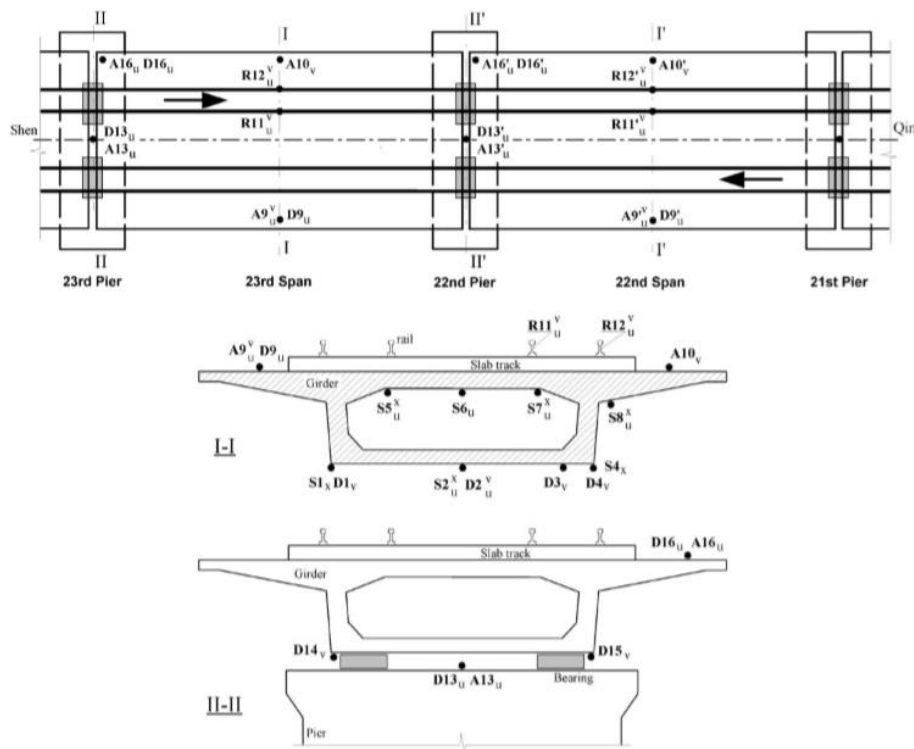 II I II' I'
A16u D16u A10v A16'u D16'u A10'v
R12uv R12'uv
Shen R11uv R11'uv Qin
D13u D13'u
A13u A13'u
A9uv D9u A9'uv D9'u
II I II' I'
23rd Pier 23rd Span 22nd Pier 22nd Span 21st Pier
R11uv R12uv
A9uv D9u rail A10v
Slab track
Girder
S5ux S6u S7ux S8ux
I-I
S4x
S1x D1v S2ux D2uv D3v D4v
D16u A16u
Slab track
Girder
D14v D15v
D13u A13u Bearing
II-II
Pier